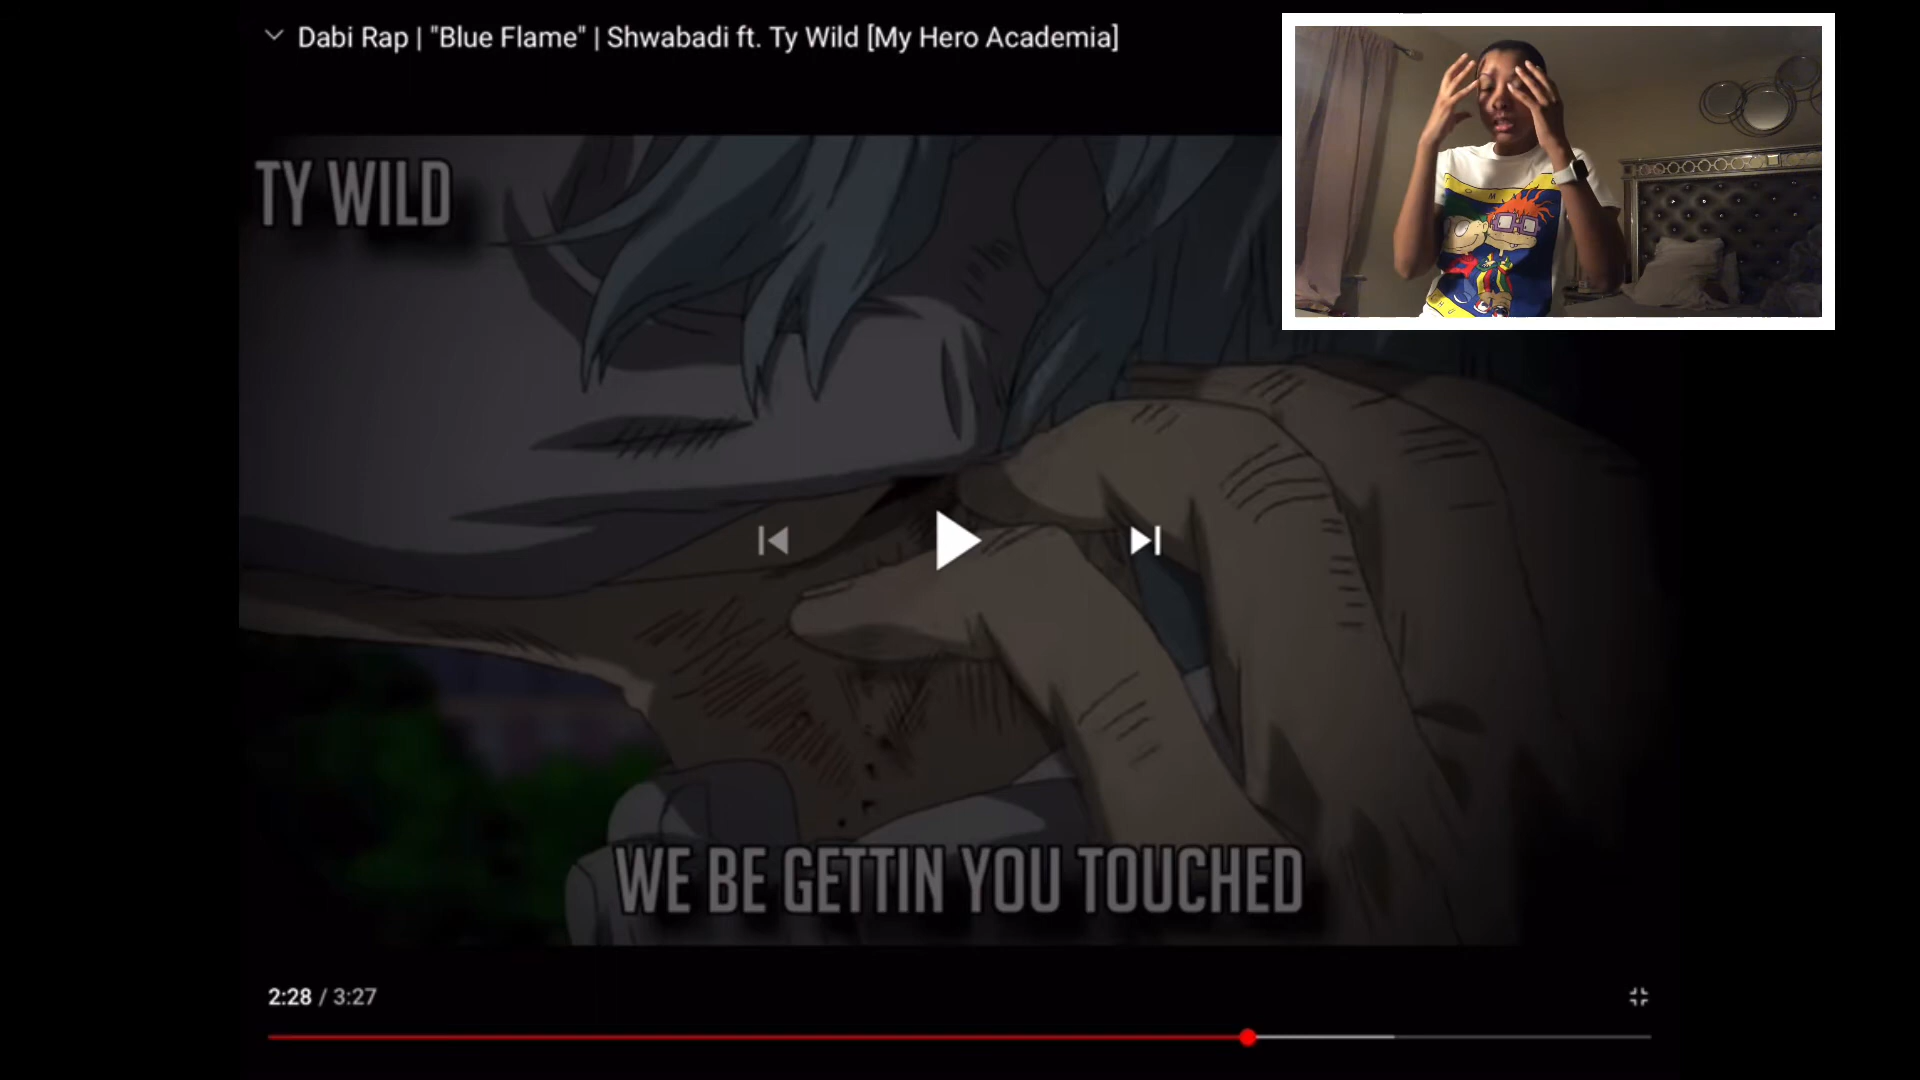 Dabi Rap | "Blue Flame" | Shwabadi ft. Ty Wild [My Hero Academia]
TY WILD
WE BE GETTIN YOU TOUCHED
2:28 / 3:27